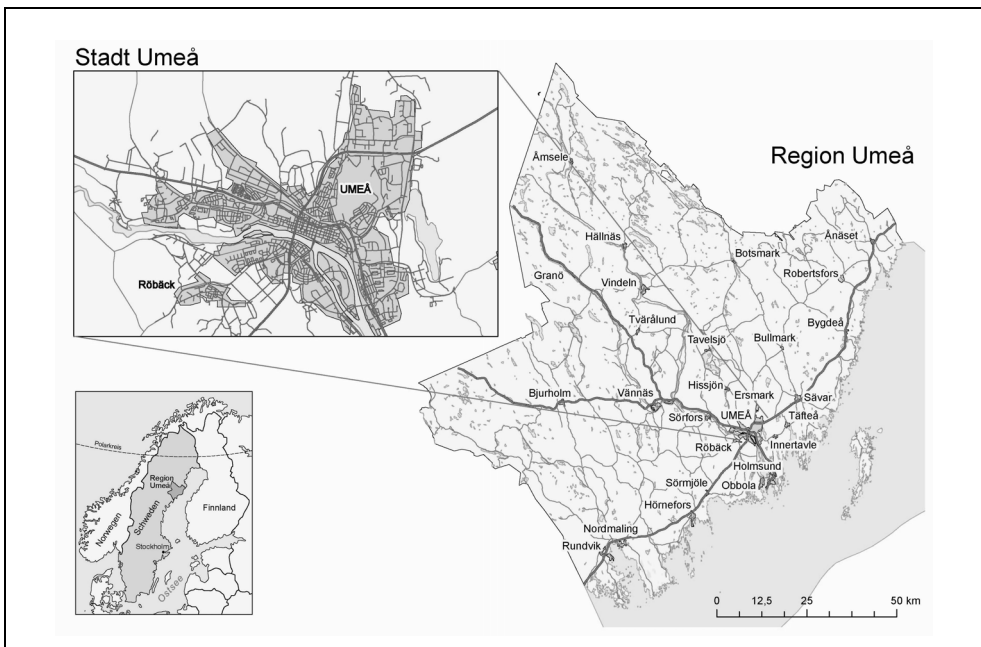 Stadt Umeå
Region Umeå
UMEÅ
Röbäck
Åmsele
Hällnäs
Ånäset
Botsmark
Robertsfors
Granö
Vindeln
Tvärålund
Bygdeå
Tavelsjö
Bullmark
Hissjön
Ersmark
Bjurholm
Vännäs
Sävar
Sörfors
UMEÅ
Täfteå
Röbäck
Innertavle
Holmsund
Obbola
Sörmjöle
Hörnefors
Nordmaling
Rundvik
Polarkreis
Region
Umeå
Norwegen
Schweden
Finnland
Stockholm
Ostsee
0 12,5 25 50 km